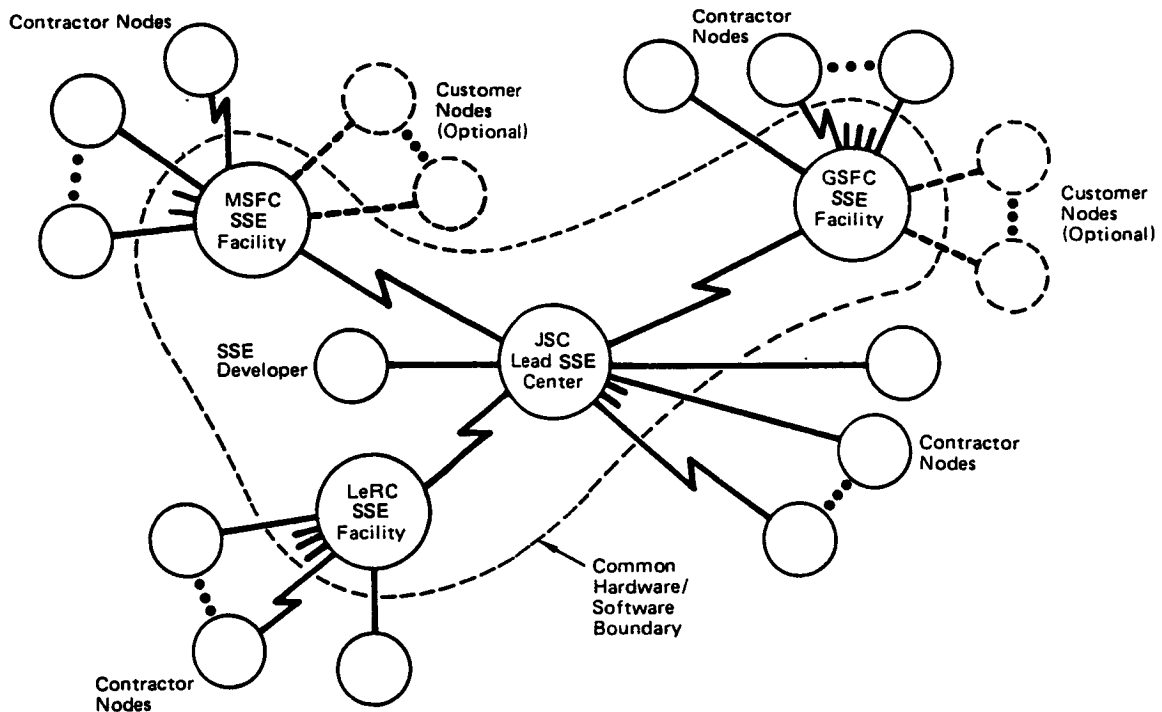 Contractor Nodes
Contractor
Nodes
Customer
Nodes
(Optional)
MSFC
SSE
Facility
GSFC
SSE
Facility
Customer
Nodes
(Optional)
SSE
Developer
JSC
Lead SSE
Center
Contractor
Nodes
LeRC
SSE
Facility
Common
Hardware/
Software
Boundary
Contractor
Nodes